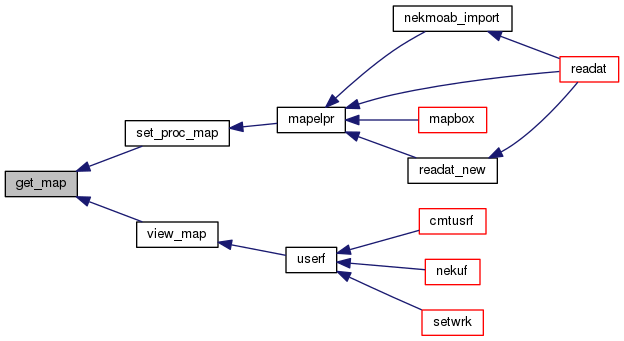 nekmoab_import
readat
mapelpr
mapbox
set_proc_map
readat_new
get_map
cmtusrf
view_map
userf
nekuf
setwrk